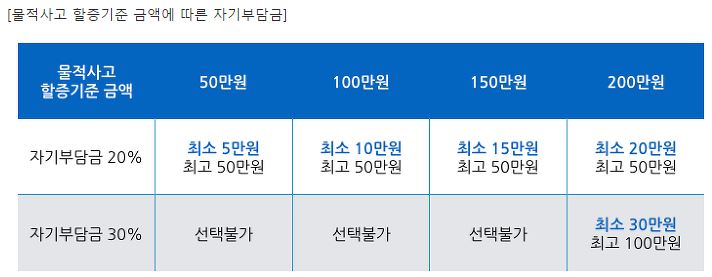 [물적사고 할증기준 금액에 따른 자기부담금]
물적사고
할증기준 금액
50만원
100만원
150만원
200만원
자기부담금 20%
최소 5만원
최고 50만원
최소 10만원
최고 50만원
최소 15만원
최고 50만원
최소 20만원
최고 50만원
자기부담금 30%
선택불가
선택불가
선택불가
최소 30만원
최고 100만원